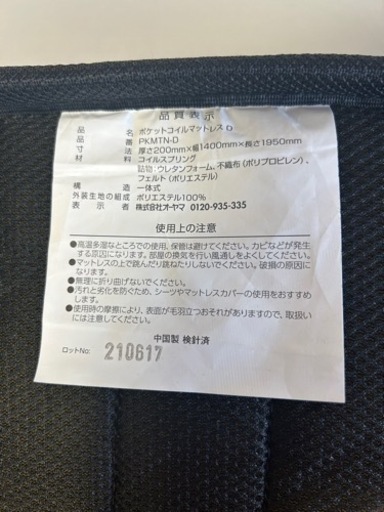 品質表示
品名 ポケットコイルマットレス D
品番 PKMTN-D
寸法 厚さ200mm×幅1400mm×長さ1950mm
材料 コイルスプリング
詰物:ウレタンフォーム、不織布(ポリプロピレン)、
フェルト(ポリエステル)
構造 一体式
外装生地の組成 ポリエステル100%
表示者 株式会社オーヤマ 0120-935-335
使用上の注意
●高温多湿なところでの使用、保管は避けてください。カビなどが発生
する原因になります。部屋の換気を行い風通しをよくしてください。
●マットレスの上で跳んだり跳ねたりしないでください。破損の原因に
なります。
●無理に折り曲げないでください。
●汚れと劣化を防ぐため、シーツやマットレスカバーの使用をおすすめ
します。
●使用時の摩擦により、表面が毛羽立つおそれがありますので、取扱い
には注意してください。
中国製 検針済
ロットNo: 210617